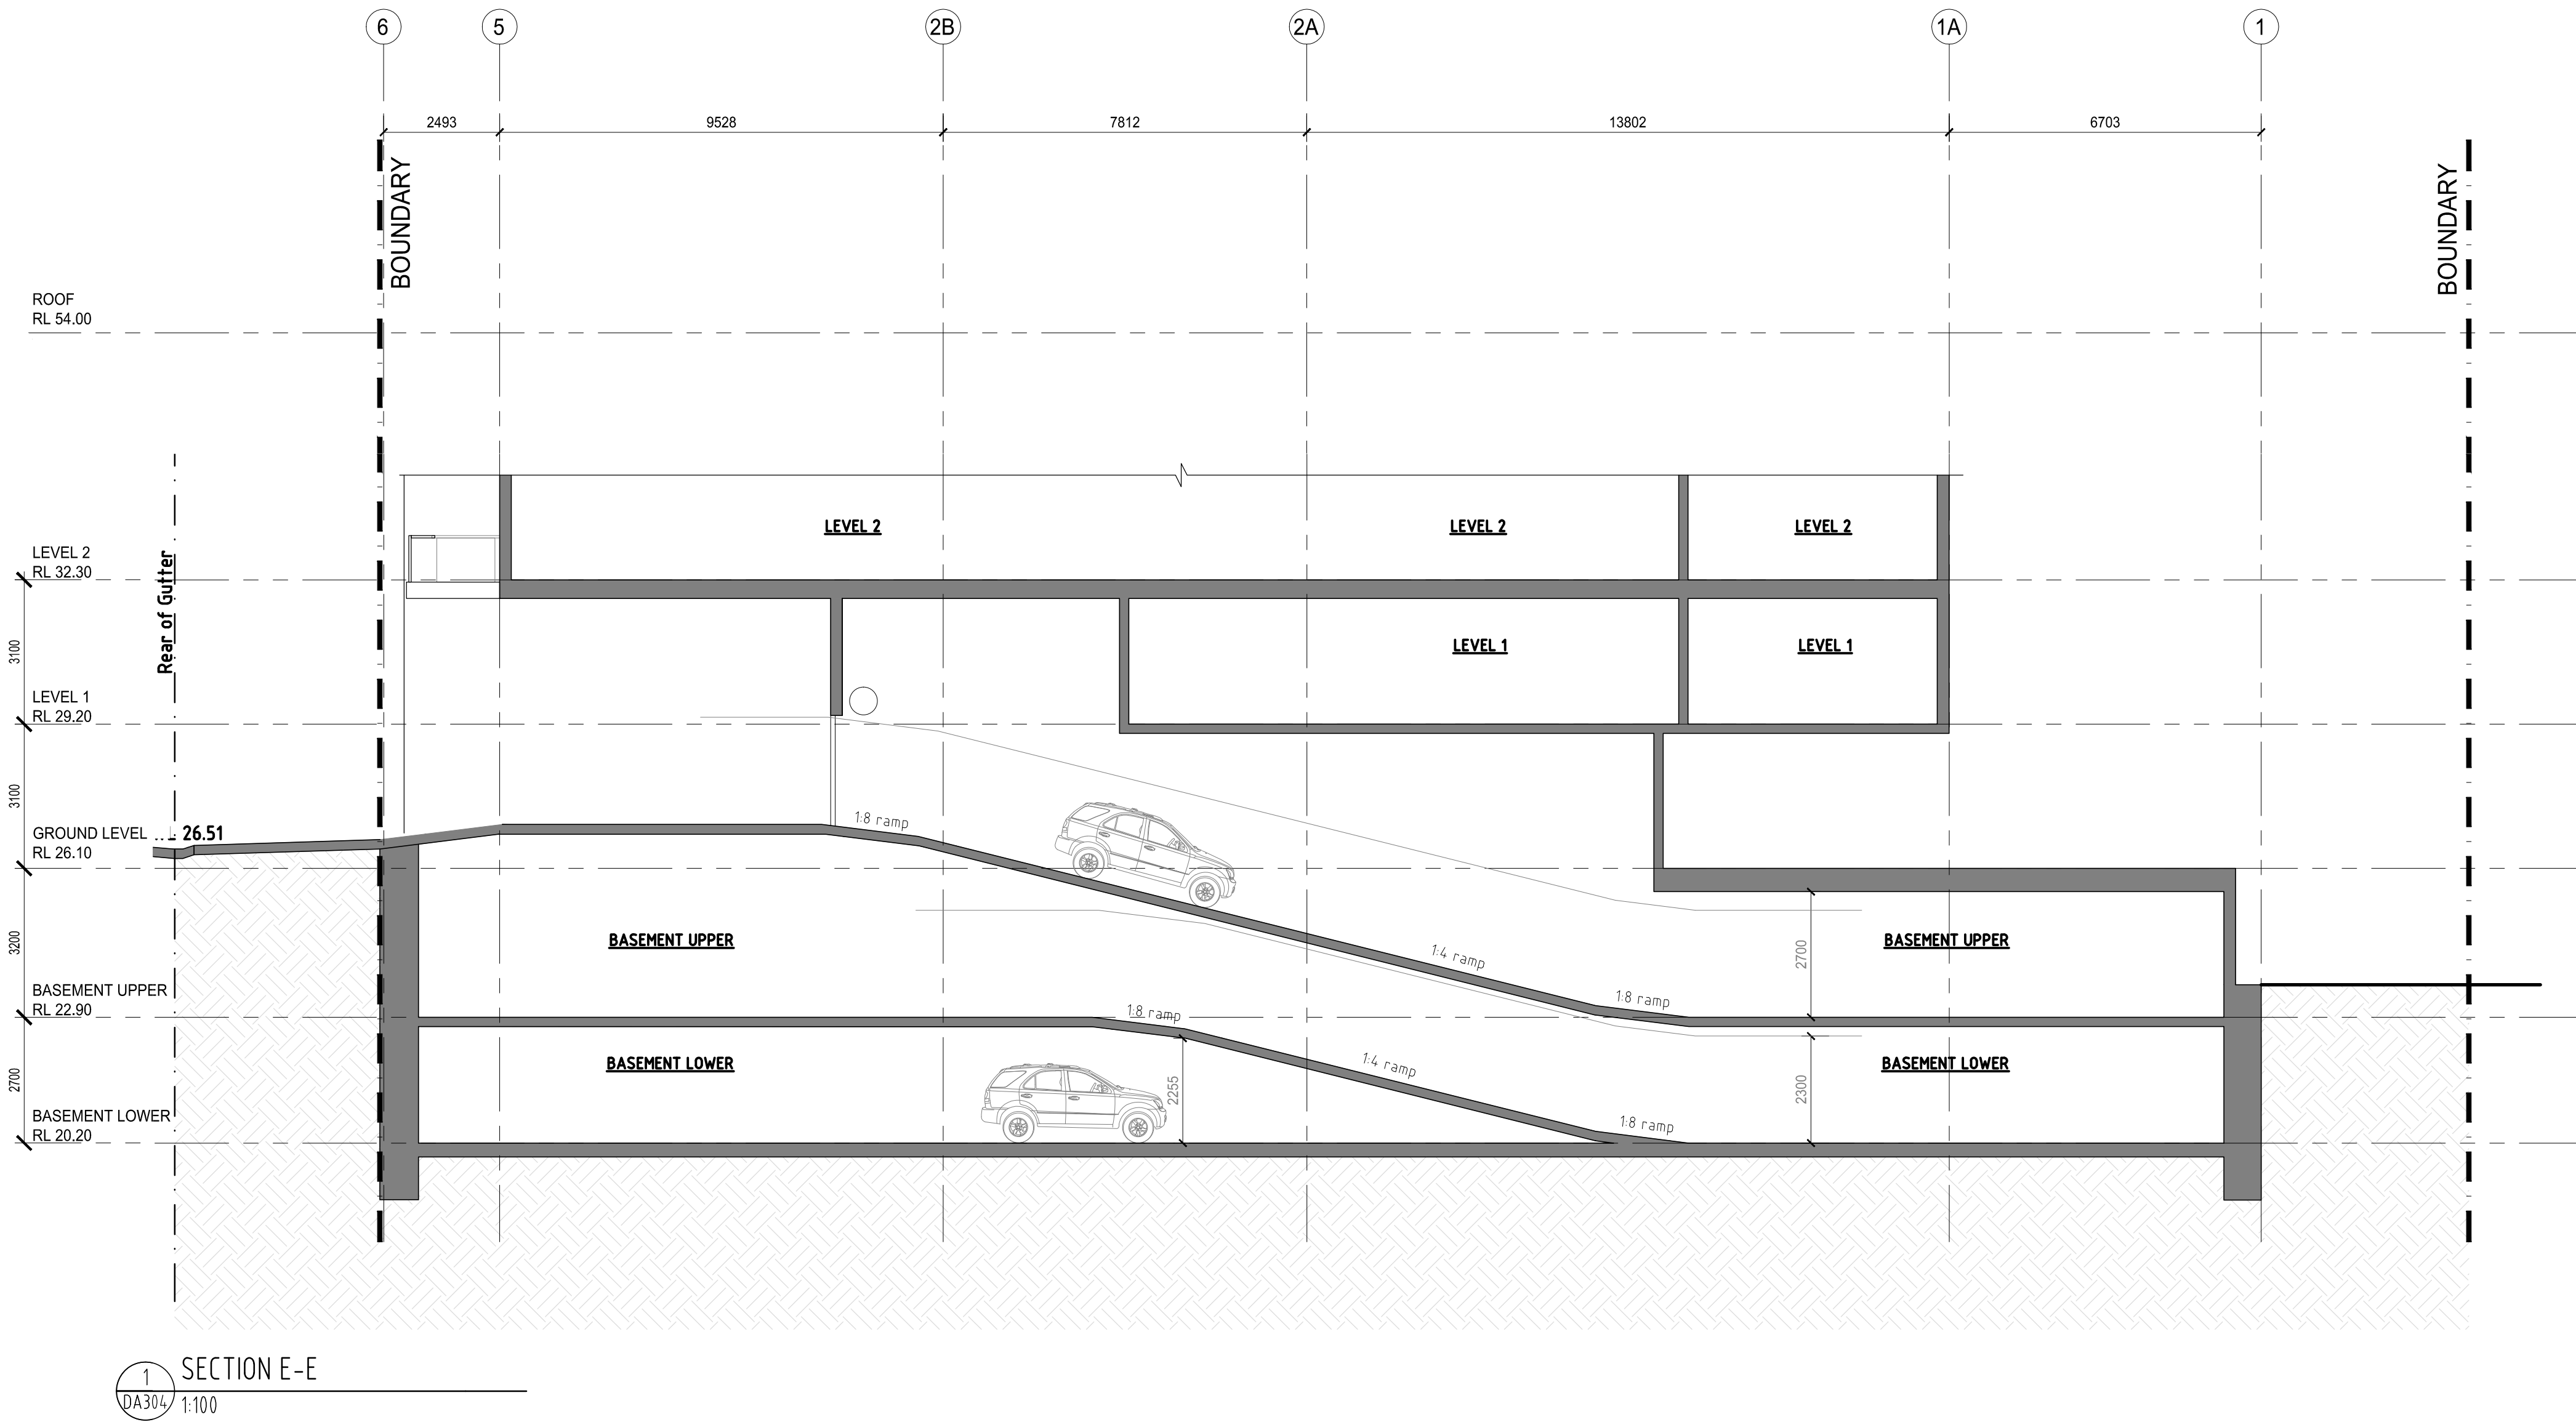 6
5
2B
2A
1A
1
2493
9528
7812
13802
6703
BOUNDARY
BOUNDARY
ROOF
RL 54.00
LEVEL 2
LEVEL 2
LEVEL 2
LEVEL 2
RL 32.30
Rear of Gutter
3100
LEVEL 1
LEVEL 1
LEVEL 1
RL 29.20
3100
GROUND LEVEL
26.51
RL 26.10
1:8 ramp
3200
BASEMENT UPPER
BASEMENT UPPER
1:4 ramp
2700
BASEMENT UPPER
RL 22.90
1:8 ramp
1:8 ramp
2700
BASEMENT LOWER
BASEMENT LOWER
1:4 ramp
2255
2300
BASEMENT LOWER
RL 20.20
1:8 ramp
1
DA304
SECTION E-E
1:100